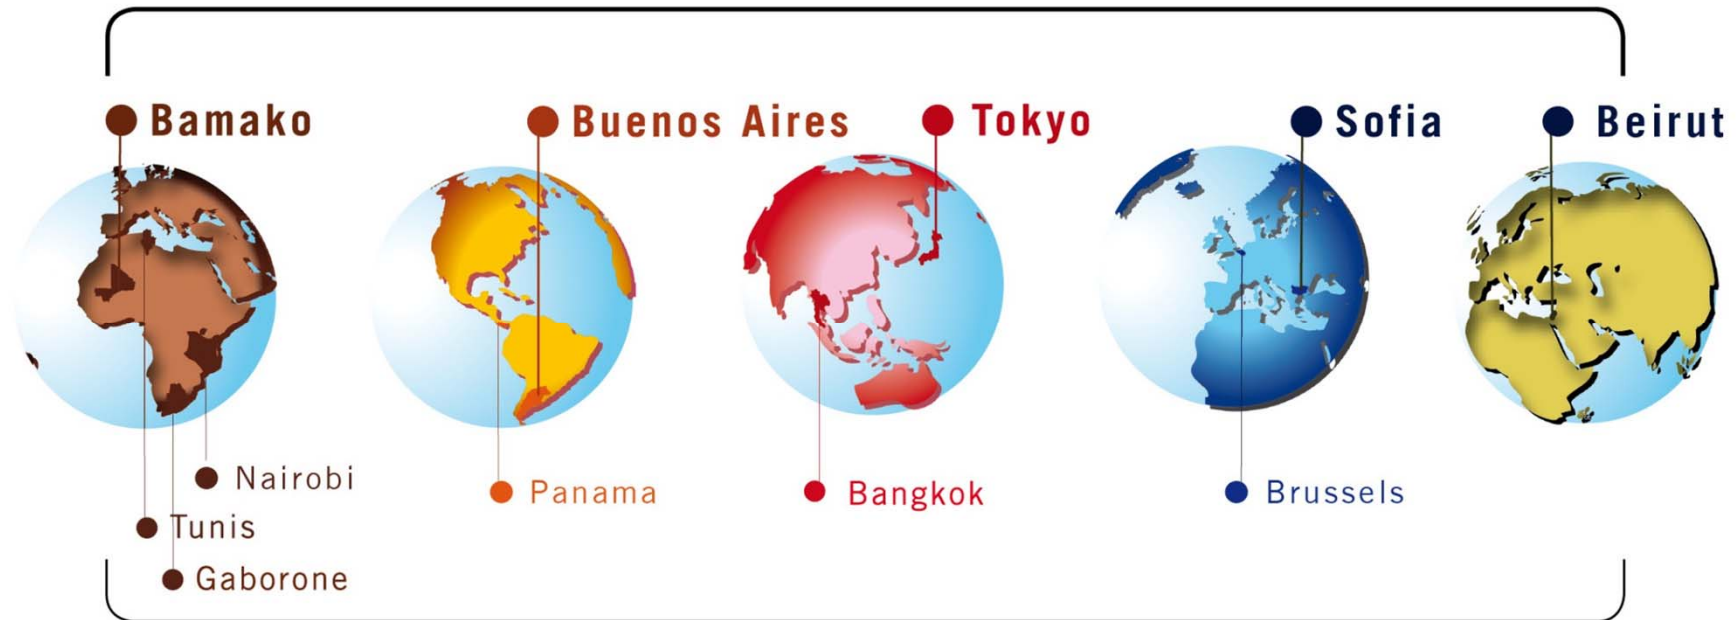 Bamako
Buenos Aires
Tokyo
Sofia
Beirut
Nairobi
Panama
Bangkok
Brussels
Tunis
Gaborone